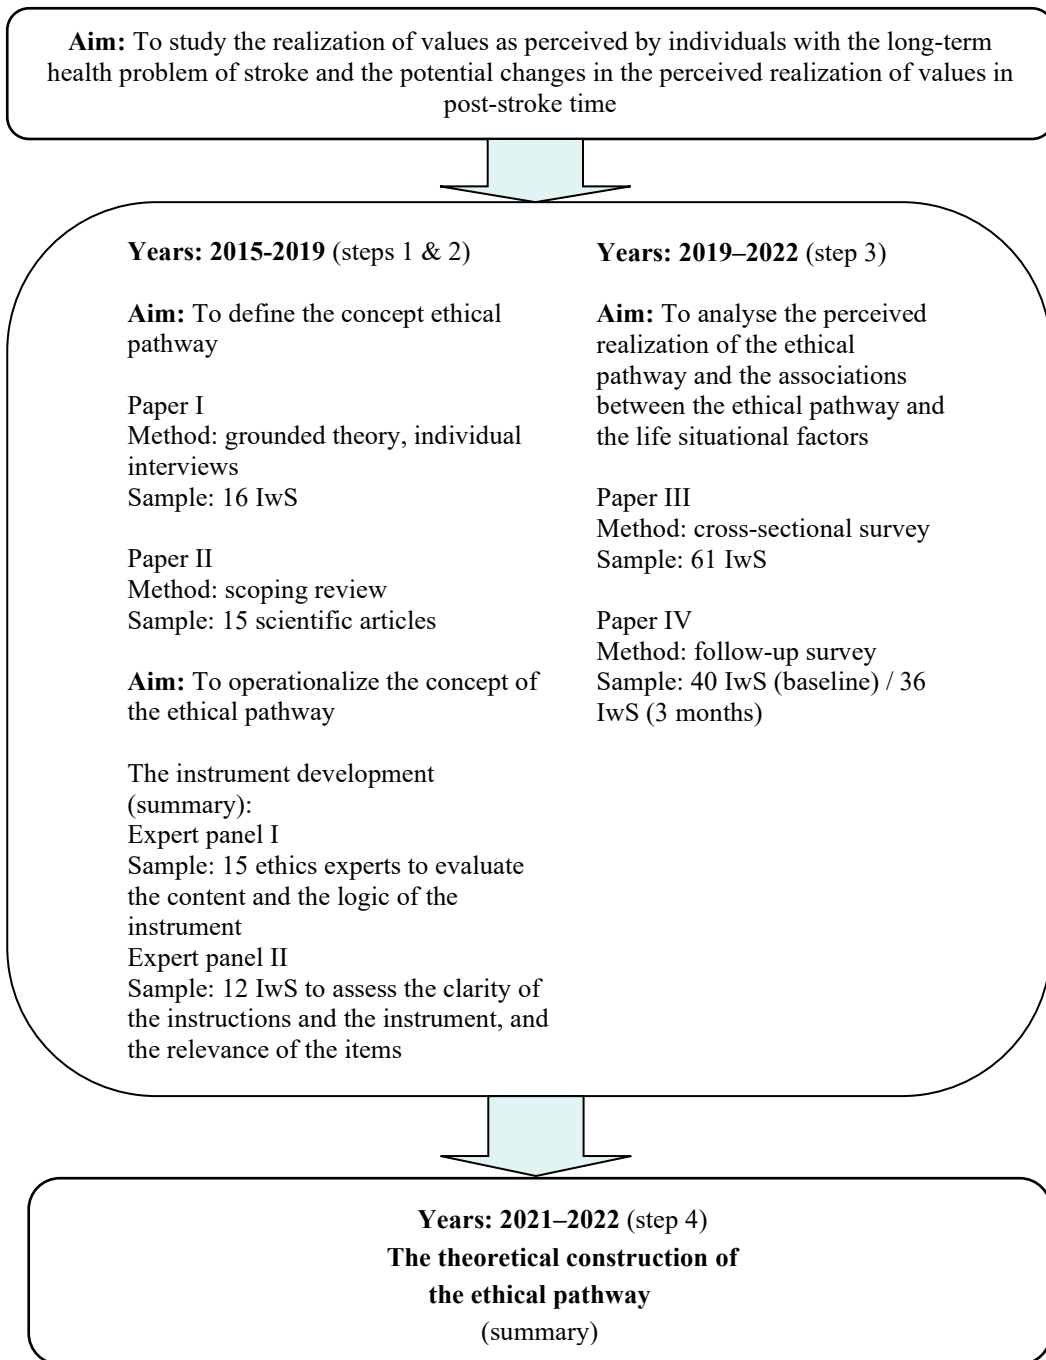 Aim: To study the realization of values as perceived by individuals with the long-term
health problem of stroke and the potential changes in the perceived realization of values in
post-stroke time
Years: 2015-2019 (steps 1 & 2)
Aim: To define the concept ethical
pathway
Paper I
Method: grounded theory, individual
interviews
Sample: 16 IwS
Paper II
Method: scoping review
Sample: 15 scientific articles
Aim: To operationalize the concept of
the ethical pathway
The instrument development
(summary):
Expert panel I
Sample: 15 ethics experts to evaluate
the content and the logic of the
instrument
Expert panel II
Sample: 12 IwS to assess the clarity of
the instructions and the instrument, and
the relevance of the items
Years: 2019–2022 (step 3)
Aim: To analyse the perceived
realization of the ethical
pathway and the associations
between the ethical pathway and
the life situational factors
Paper III
Method: cross-sectional survey
Sample: 61 IwS
Paper IV
Method: follow-up survey
Sample: 40 IwS (baseline) / 36
IwS (3 months)
Years: 2021–2022 (step 4)
The theoretical construction of
the ethical pathway
(summary)